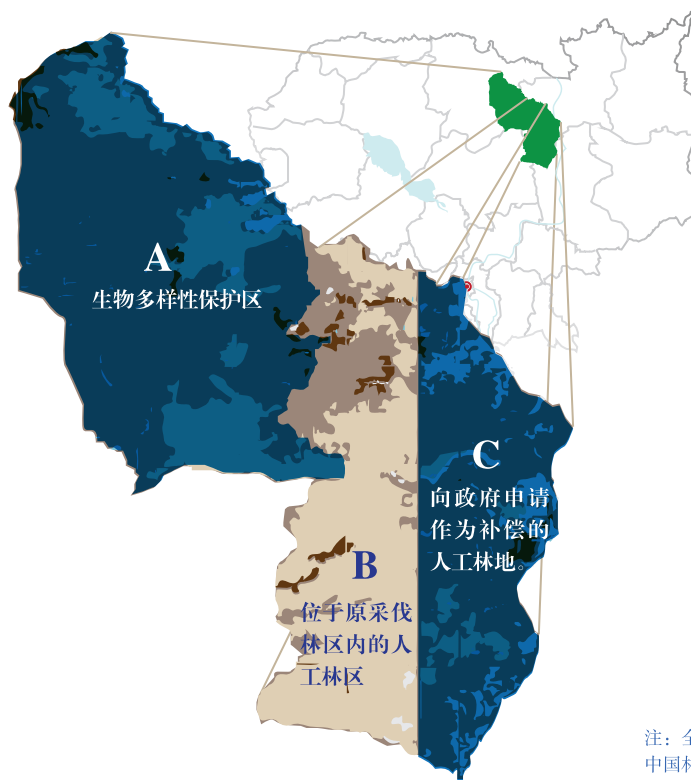 A
生物多样性保护区
B
位于原采伐
林区内的人
工林区
C
向政府申请
作为补偿的
人工林地。
注：
中国